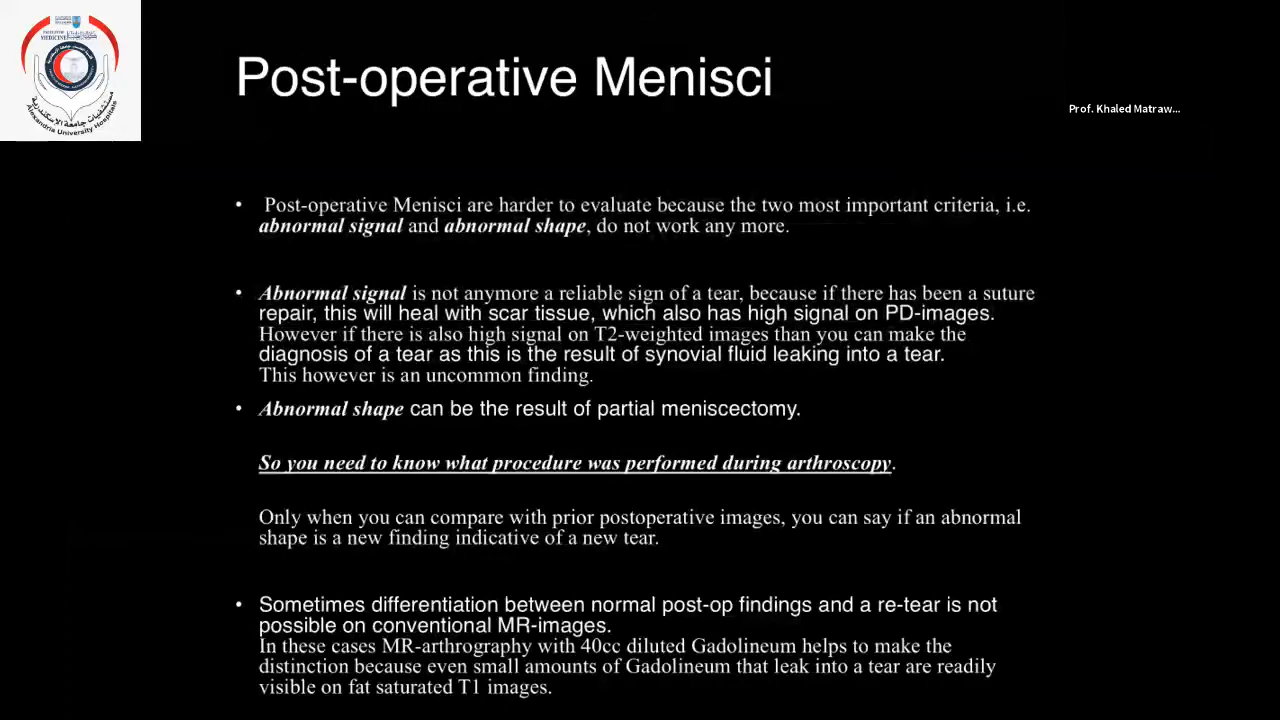 MEDICINE
مستشفيات جامعة الإسكندرية
Alexandria University Hospitals
Post-operative Menisci
Prof. Khaled Matraw...
• Post-operative Menisci are harder to evaluate because the two most important criteria, i.e.
abnormal signal and abnormal shape, do not work any more.
• Abnormal signal is not anymore a reliable sign of a tear, because if there has been a suture
repair, this will heal with scar tissue, which also has high signal on PD-images.
However if there is also high signal on T2-weighted images than you can make the
diagnosis of a tear as this is the result of synovial fluid leaking into a tear.
This however is an uncommon finding.
• Abnormal shape can be the result of partial meniscectomy.
So you need to know what procedure was performed during arthroscopy.
Only when you can compare with prior postoperative images, you can say if an abnormal
shape is a new finding indicative of a new tear.
• Sometimes differentiation between normal post-op findings and a re-tear is not
possible on conventional MR-images.
In these cases MR-arthrography with 40cc diluted Gadolineum helps to make the
distinction because even small amounts of Gadolineum that leak into a tear are readily
visible on fat saturated T1 images.